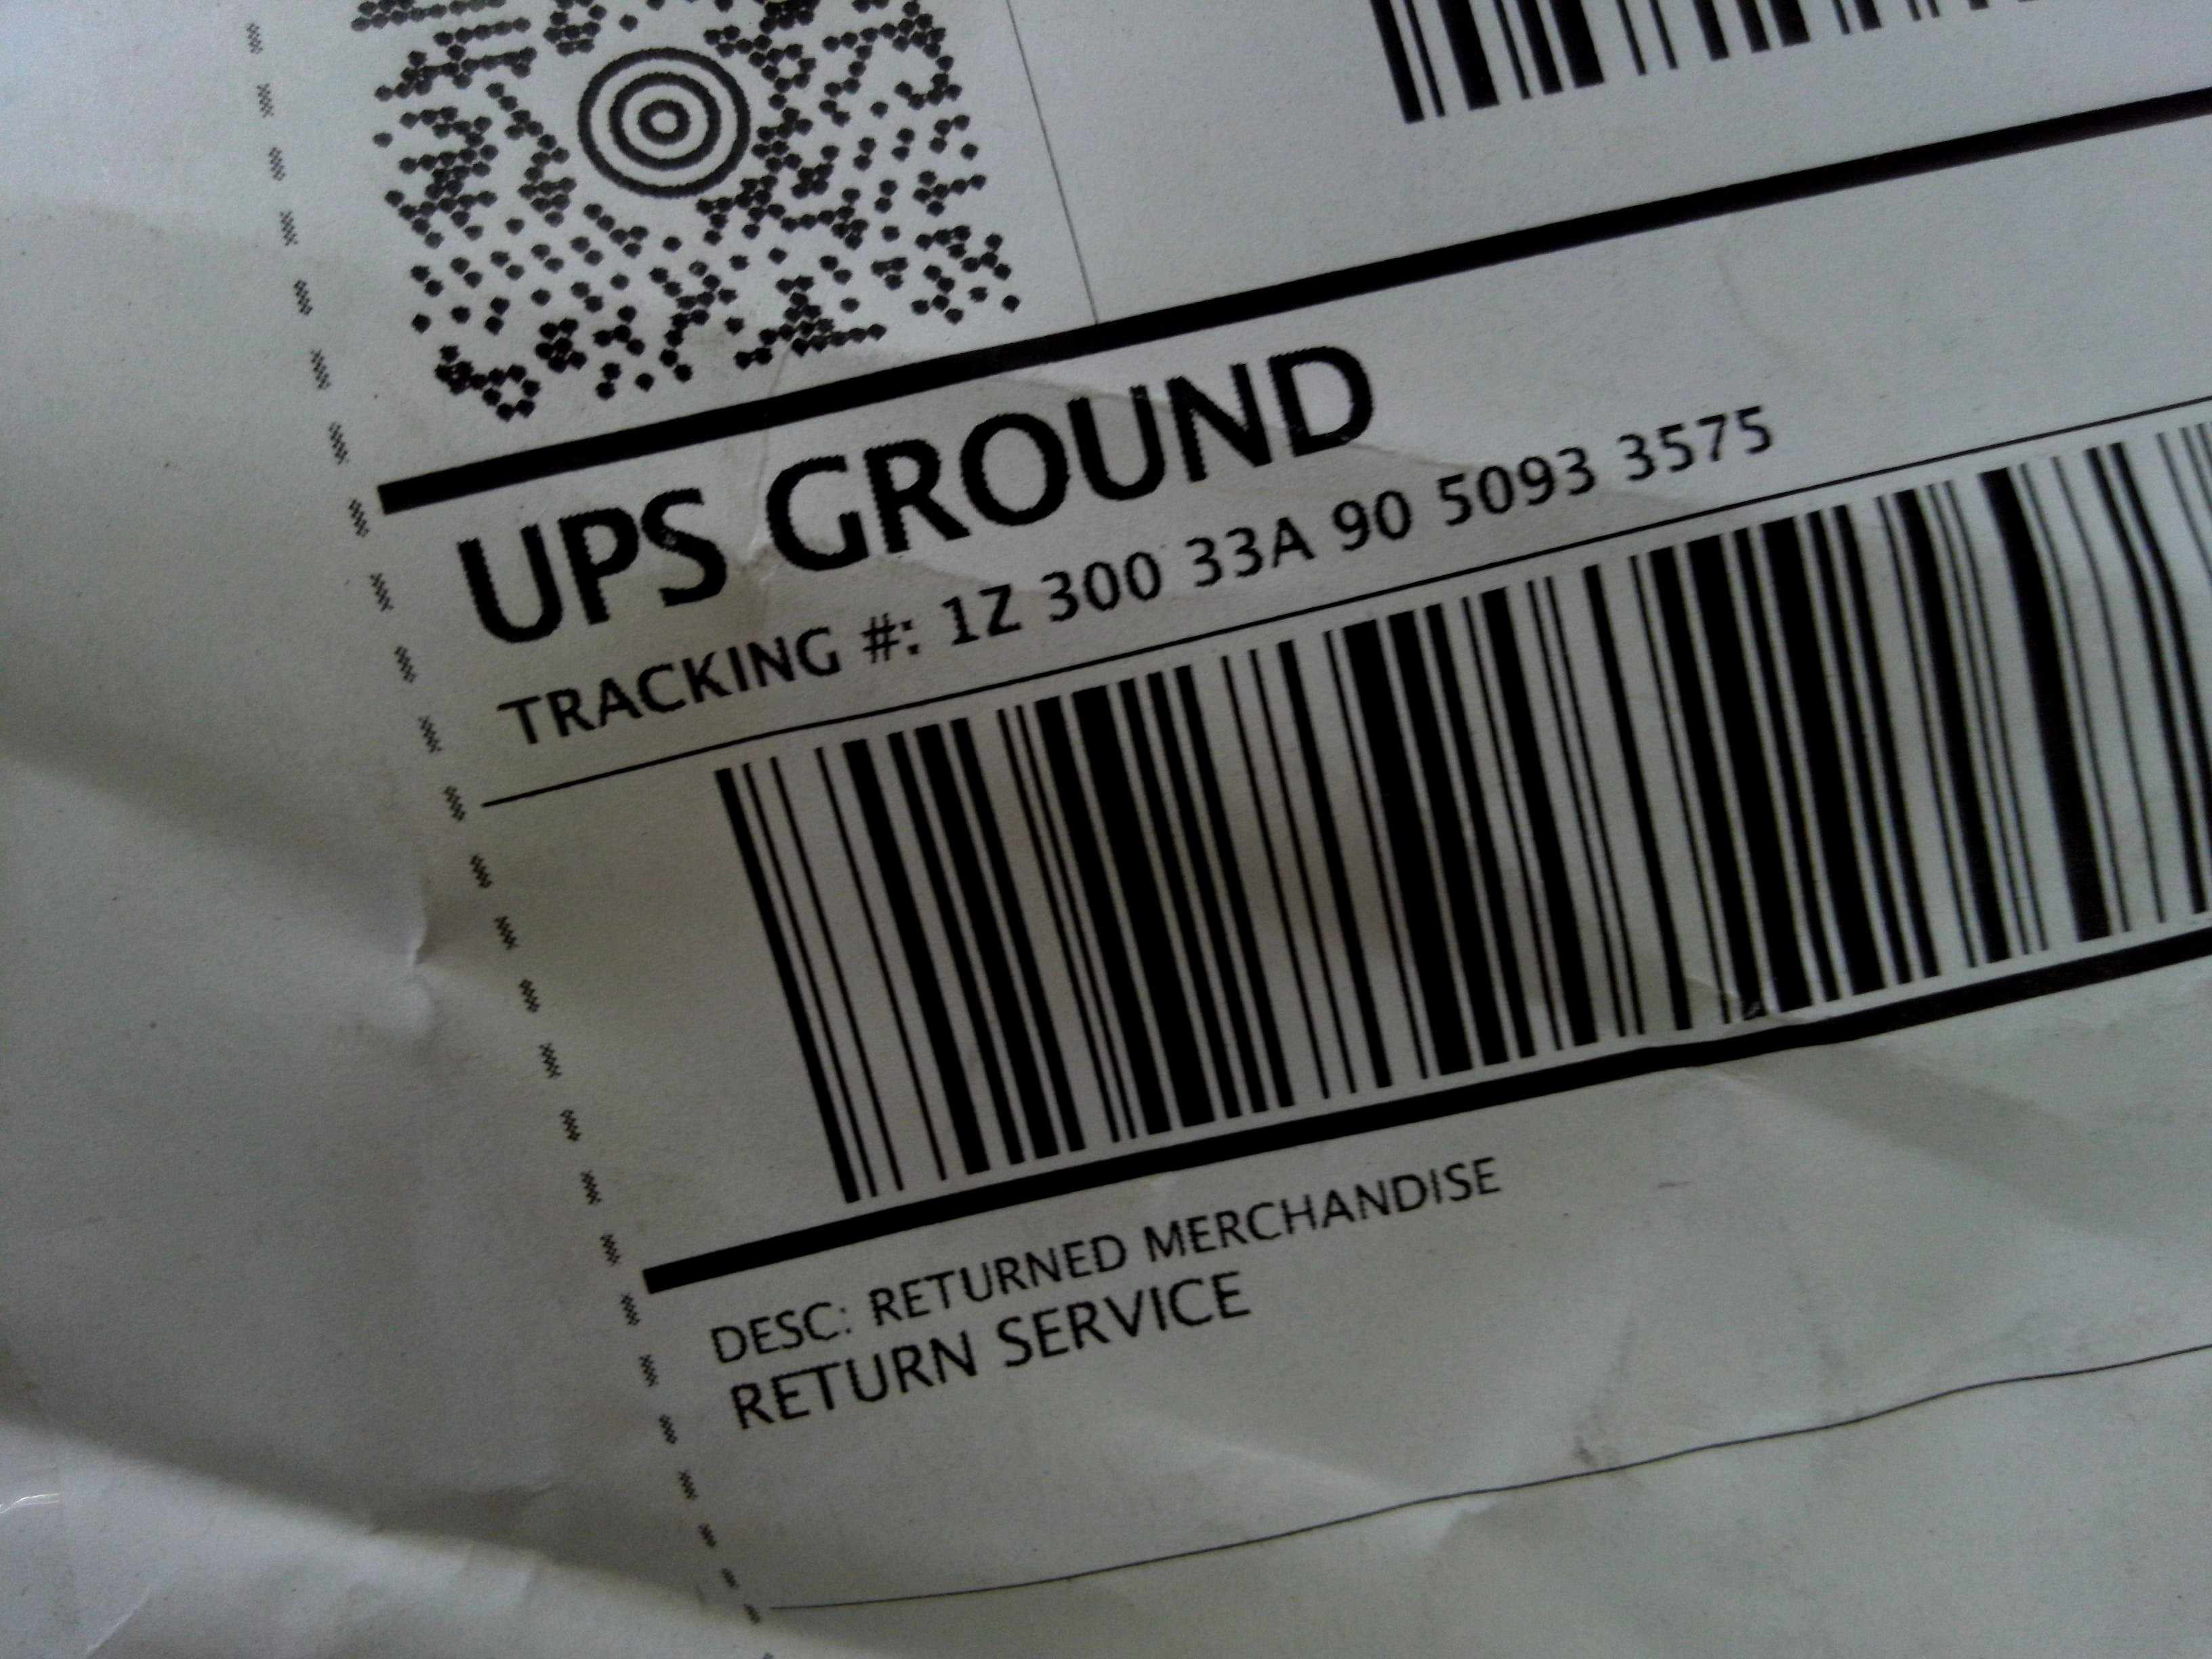 UPS GROUND
TRACKING #: 1Z 300 33A 90 5093 3575
DESC: RETURNED MERCHANDISE
RETURN SERVICE